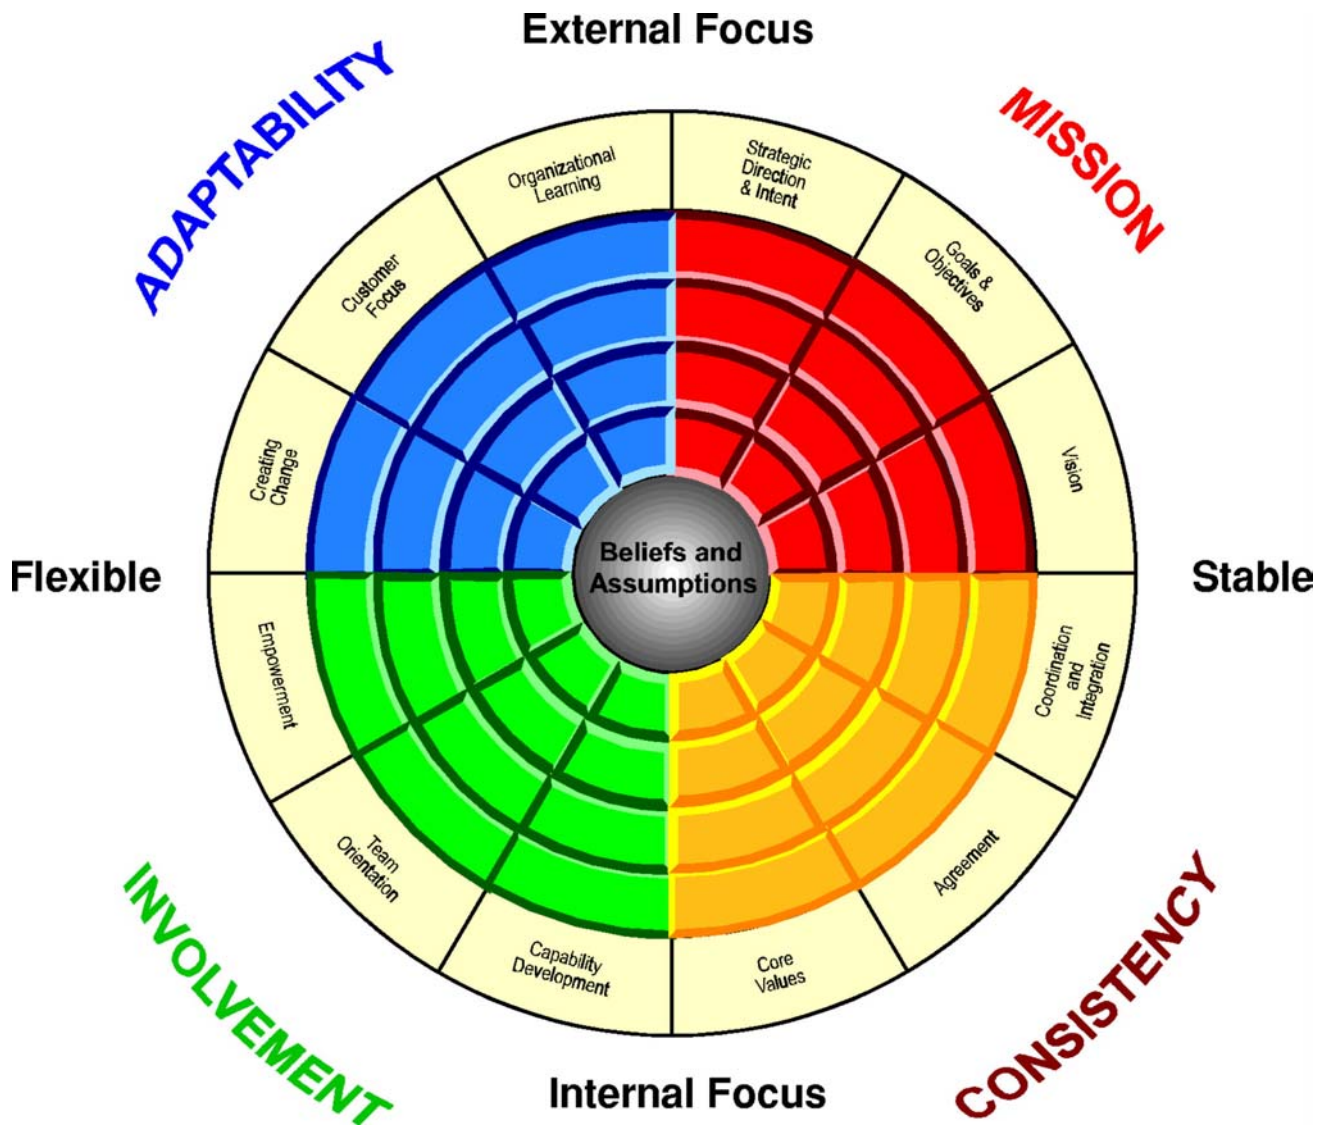 External Focus
ADAPTABILITY
MISSION
Organizational
Learning
Strategic
Direction
& Intent
Customer
Focus
Goals &
Objectives
Creating
Change
Vision
Flexible
Beliefs and
Assumptions
Stable
Empowerment
Coordination
and
Integration
Team
Orientation
Agreement
Capability
Development
Core
Values
INVOLVEMENT
CONSISTENCY
Internal Focus